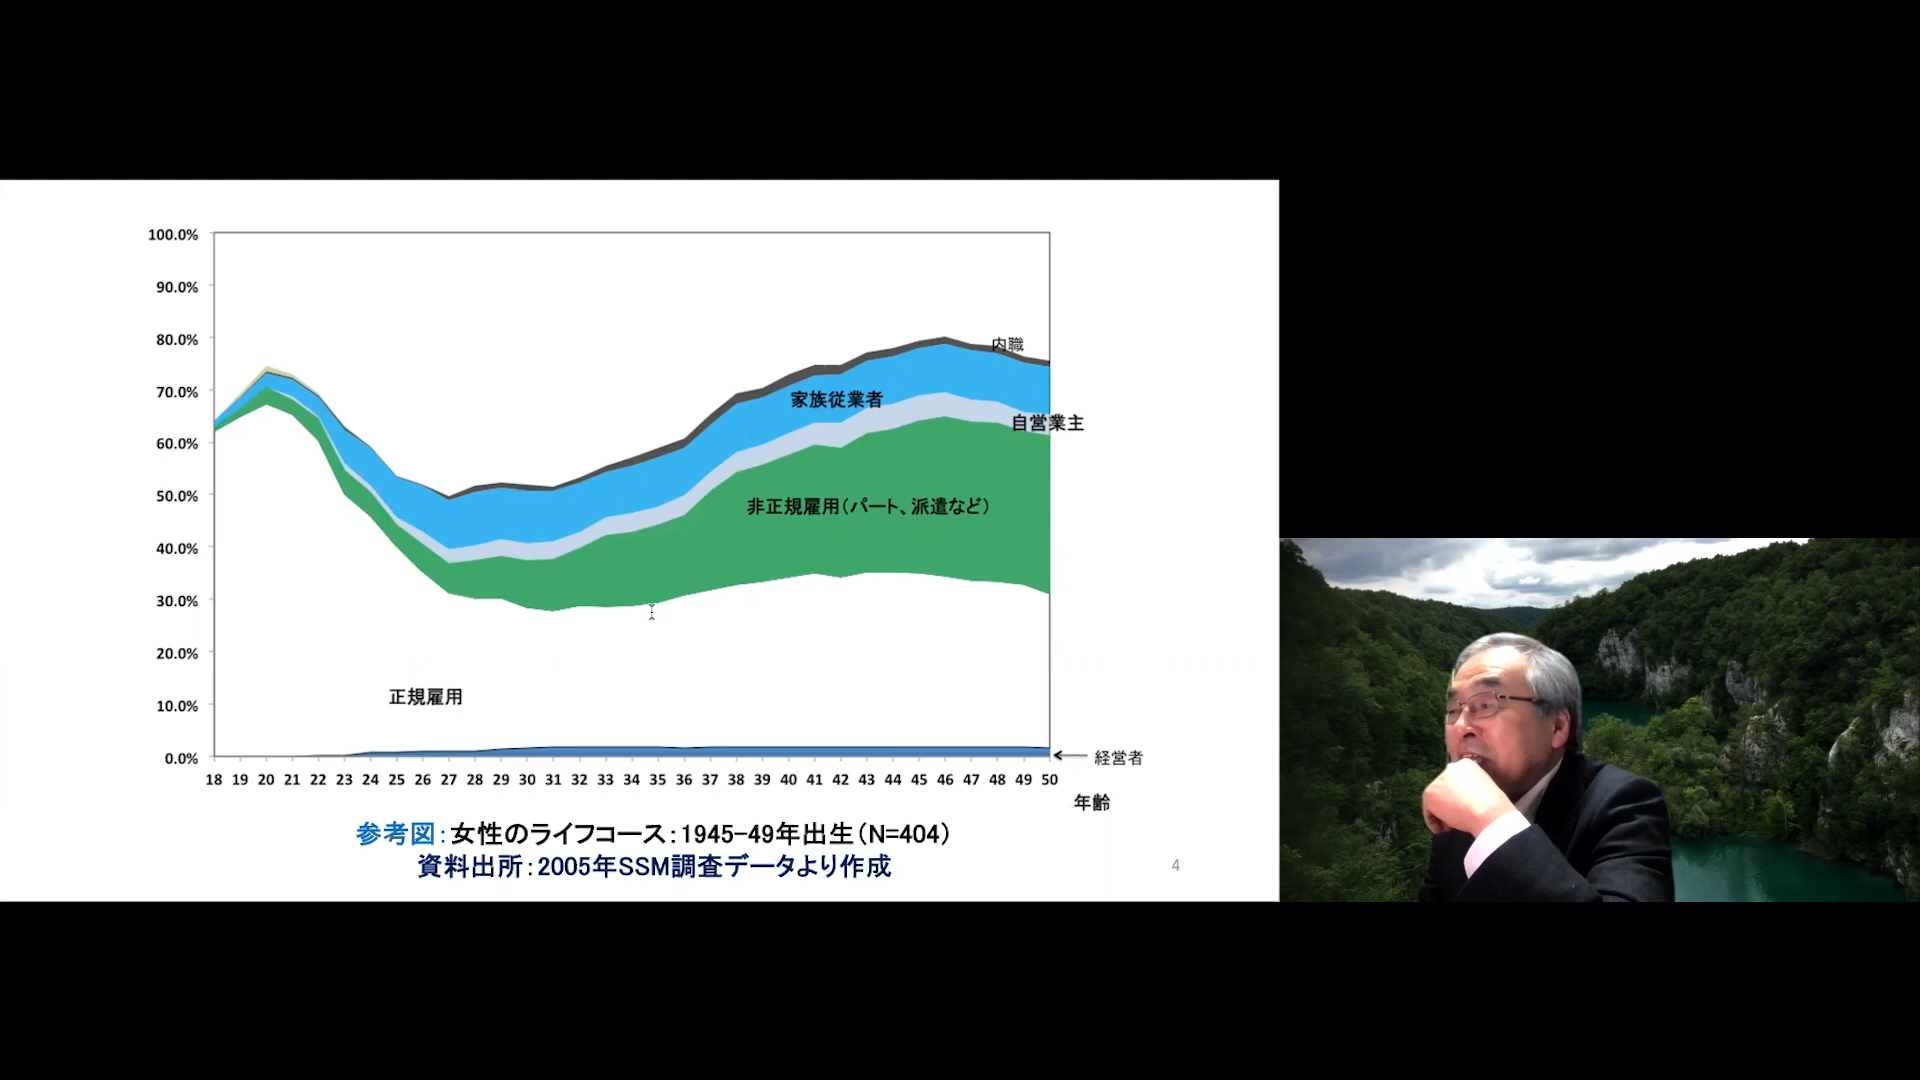 100.0%
90.0%
80.0%
70.0%
60.0%
50.0%
40.0%
30.0%
20.0%
10.0%
0.0%
内職
家族従業者
自営業主
非正規雇用(パート、派遣など)
正規雇用
経営者
18 19 20 21 22 23 24 25 26 27 28 29 30 31 32 33 34 35 36 37 38 39 40 41 42 43 44 45 46 47 48 49 50
年齢
参考図:女性のライフコース:1945-49年出生(N=404)
資料出所:2005年SSM調査データより作成
4